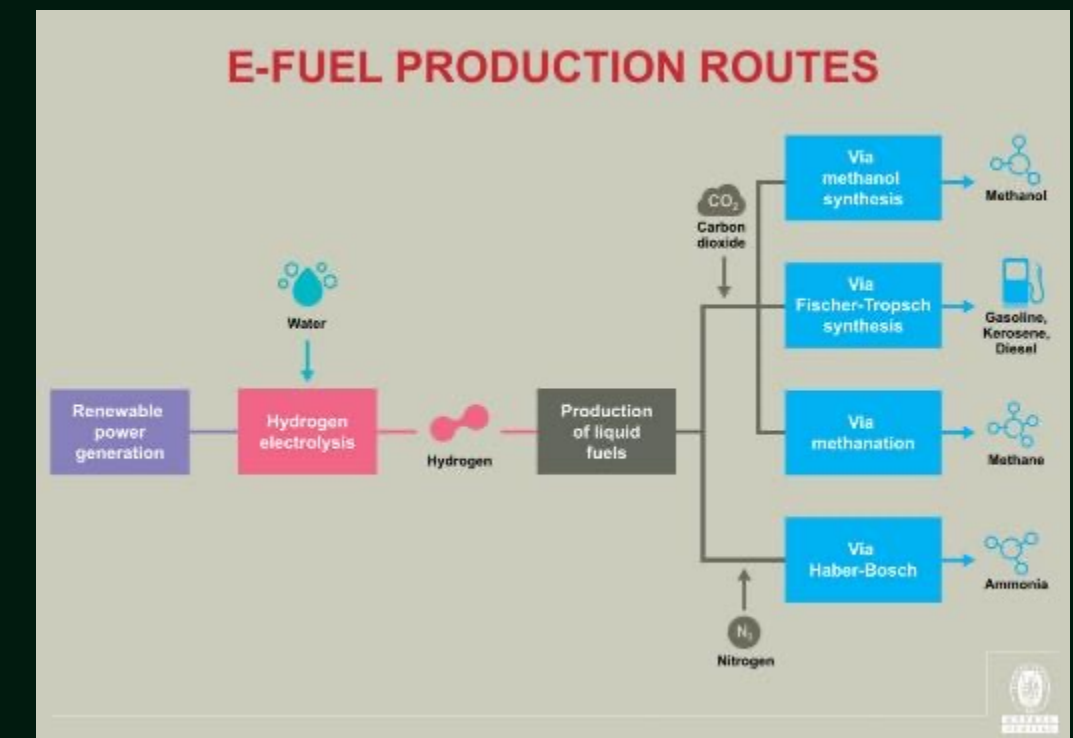 E-FUEL PRODUCTION ROUTES
Via
methanol
synthesis
Methanol
CO₂
Carbon
dioxide
Via
Fischer-Tropsch
synthesis
Gasoline,
Kerosene,
Diesel
Water
Renewable
power
generation
Hydrogen
electrolysis
Hydrogen
Production
of liquid
fuels
Via
methanation
Methane
Via
Haber-Bosch
Ammonia
Nitrogen